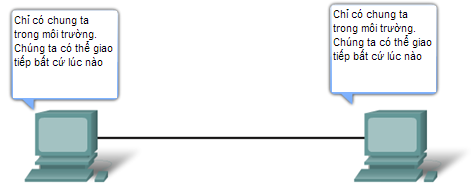 Chỉ có chung ta
trong môi trường.
Chúng ta có thể giao
tiếp bất cứ lúc nào
Chỉ có chung ta
trong môi trường.
Chúng ta có thể giao
tiếp bất cứ lúc nào